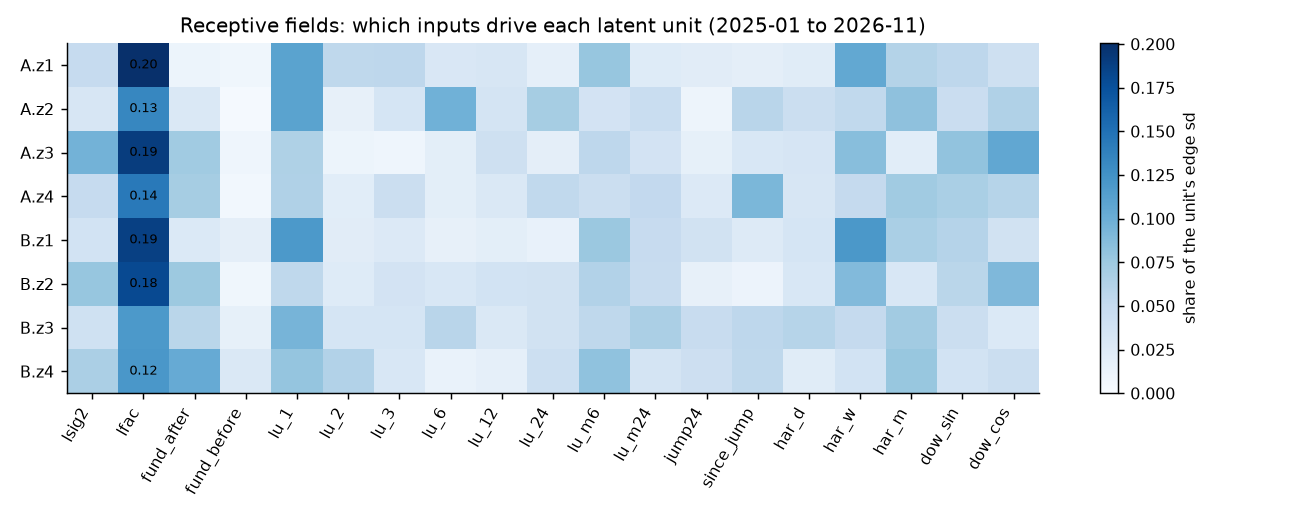 Receptive fields: which inputs drive each latent unit (2025-01 to 2026-11)
A.z1
A.z2
A.z3
A.z4
B.z1
B.z2
B.z3
B.z4
0.20
0.13
0.19
0.14
0.19
0.18
0.12
lsig2
lfac
fund_after
fund_before
lu_1
lu_2
lu_3
lu_6
lu_12
lu_24
lu_m6
lu_m24
jump24
since_jump
har_d
har_w
har_m
dow_sin
dow_cos
0.200
0.175
0.150
0.125
0.100
0.075
0.050
0.025
0.000
share of the unit's edge sd